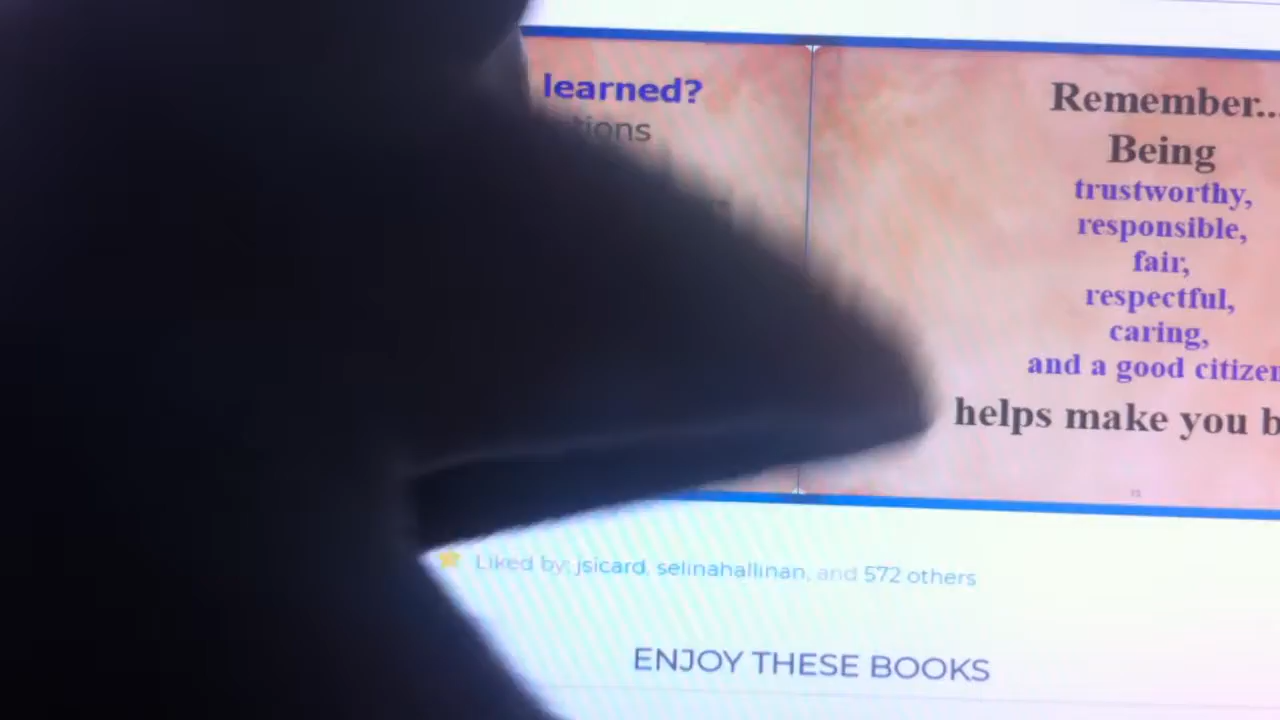 learned?
Remember...
Being
trustworthy,
responsible,
fair,
respectful,
caring,
and a good
helps make you
Liked by: jsicard, selinahallinan, and 572 others
ENJOY THESE BOOKS